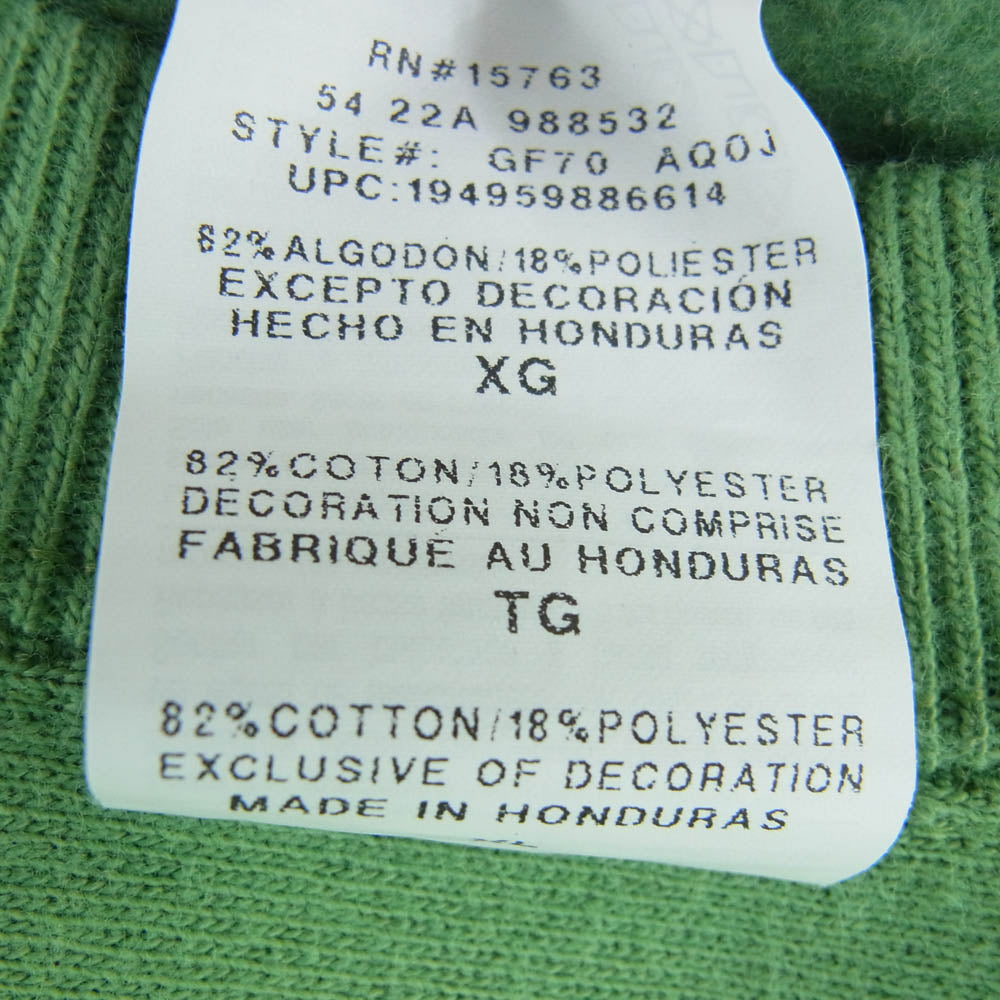 RN#15763
54 22A 988532
STYLE#: GF70 AQ0J
UPC:194959886614
82%ALGODÓN/18%POLIESTER
EXCEPTO DECORACIÓN
HECHO EN HONDURAS
XG
82%COTON/18%POLYESTER
DECORATION NON COMPRISE
FABRIQUÉ AU HONDURAS
TG
82%COTTON/18%POLYESTER
EXCLUSIVE OF DECORATION
MADE IN HONDURAS